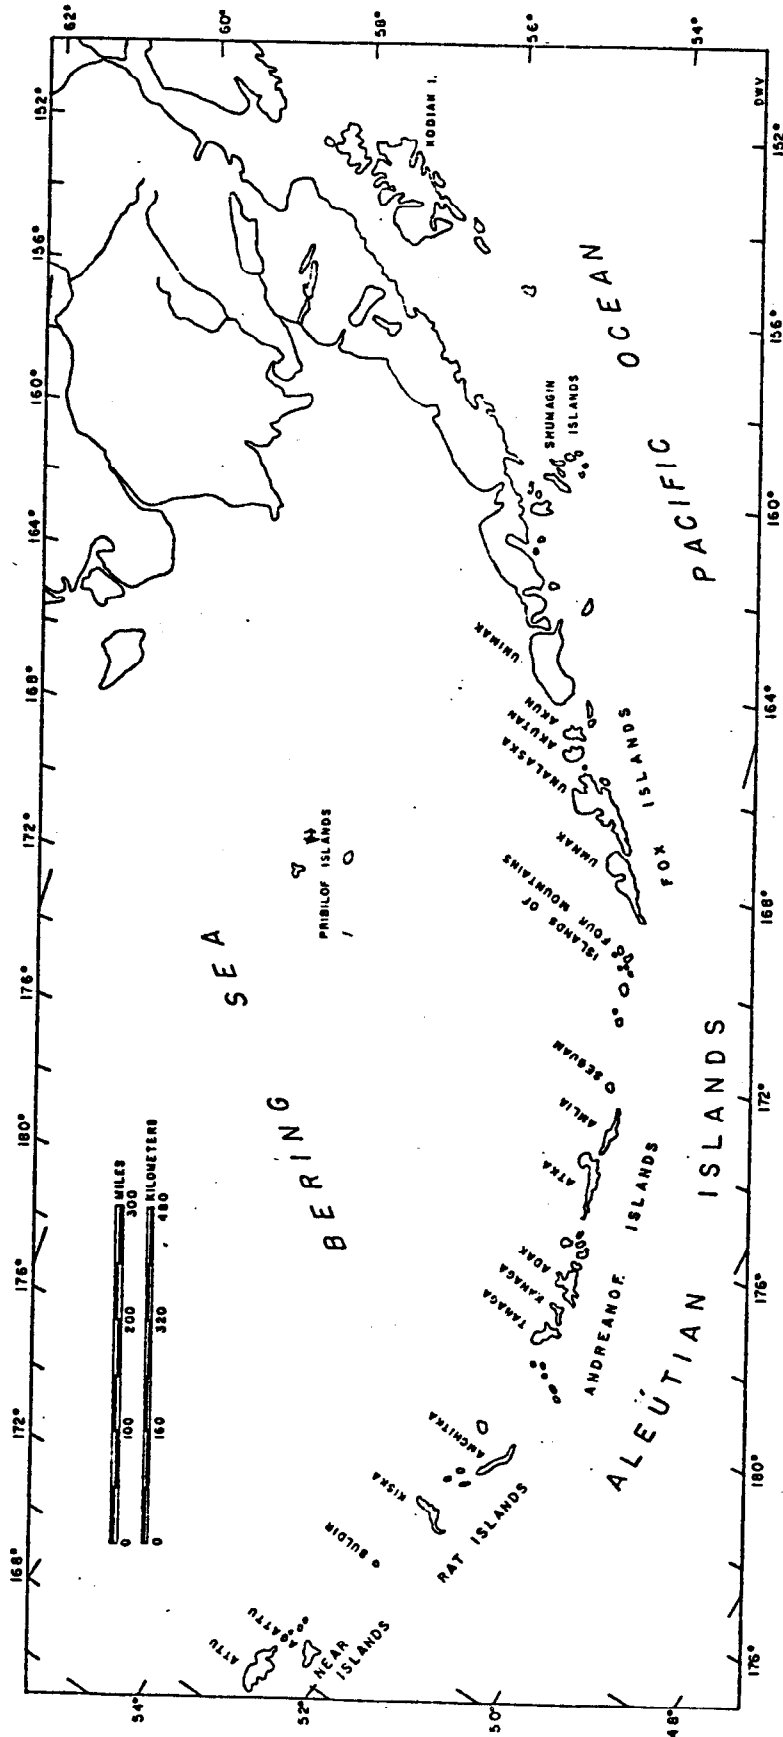 62°
60°
58°
56°
54°
152°
156°
160°
164°
168°
172°
176°
180°
176°
172°
168°
MILES
0 100 200 300
KILOMETERS
0 160 320 480
BERING SEA
PRIBILOF ISLANDS
KODIAK I.
SHUMAGIN
ISLANDS
PACIFIC OCEAN
UNIMAK
AKUN
AKUTAN
UNALASKA
UMNAK
FOX ISLANDS
ISLANDS OF
FOUR MOUNTAINS
SEGUAM
AMLIA
ATKA
ADAK
KANAGA
TANAGA
ANDREANOF ISLANDS
ALEUTIAN ISLANDS
AMCHITKA
KISKA
RAT ISLANDS
BULDIR
AGATTU
ATTU
NEAR
ISLANDS
54°
52°
50°
48°
176°
180°
176°
172°
168°
164°
160°
156°
152°
DWV